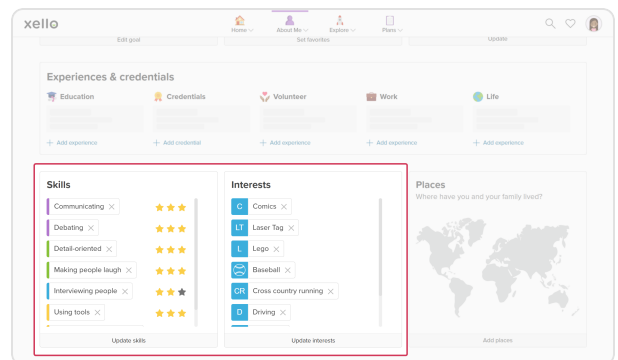 xello
Home
About Me
Explore
Plans
Edit goal
Set favorites
Update
Experiences & credentials
Education
Credentials
Volunteer
Work
Life
+ Add experience
+ Add credential
+ Add experience
+ Add experience
+ Add experience
Skills
Communicating
Debating
Detail-oriented
Making people laugh
Interviewing people
Using tools
Update skills
Interests
C Comics
LT Laser Tag
L Lego
Baseball
CR Cross country running
D Driving
Update interests
Places
Where have you and your family lived?
Add places